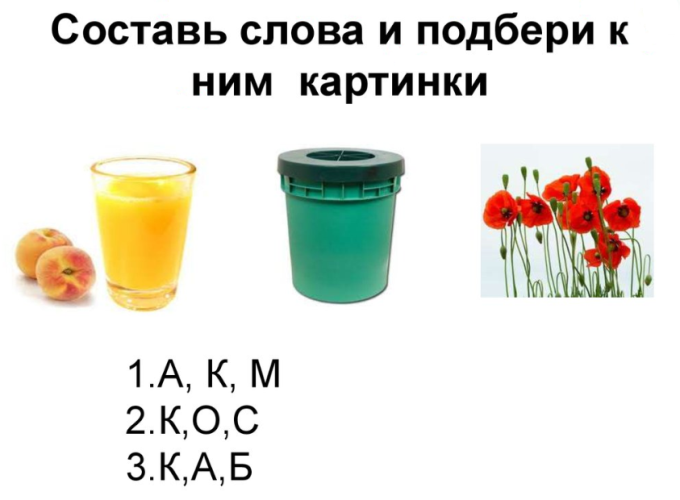 Составь слова и подбери к
ним картинки
1.А, К, М
2.К,О,С
3.К,А,Б